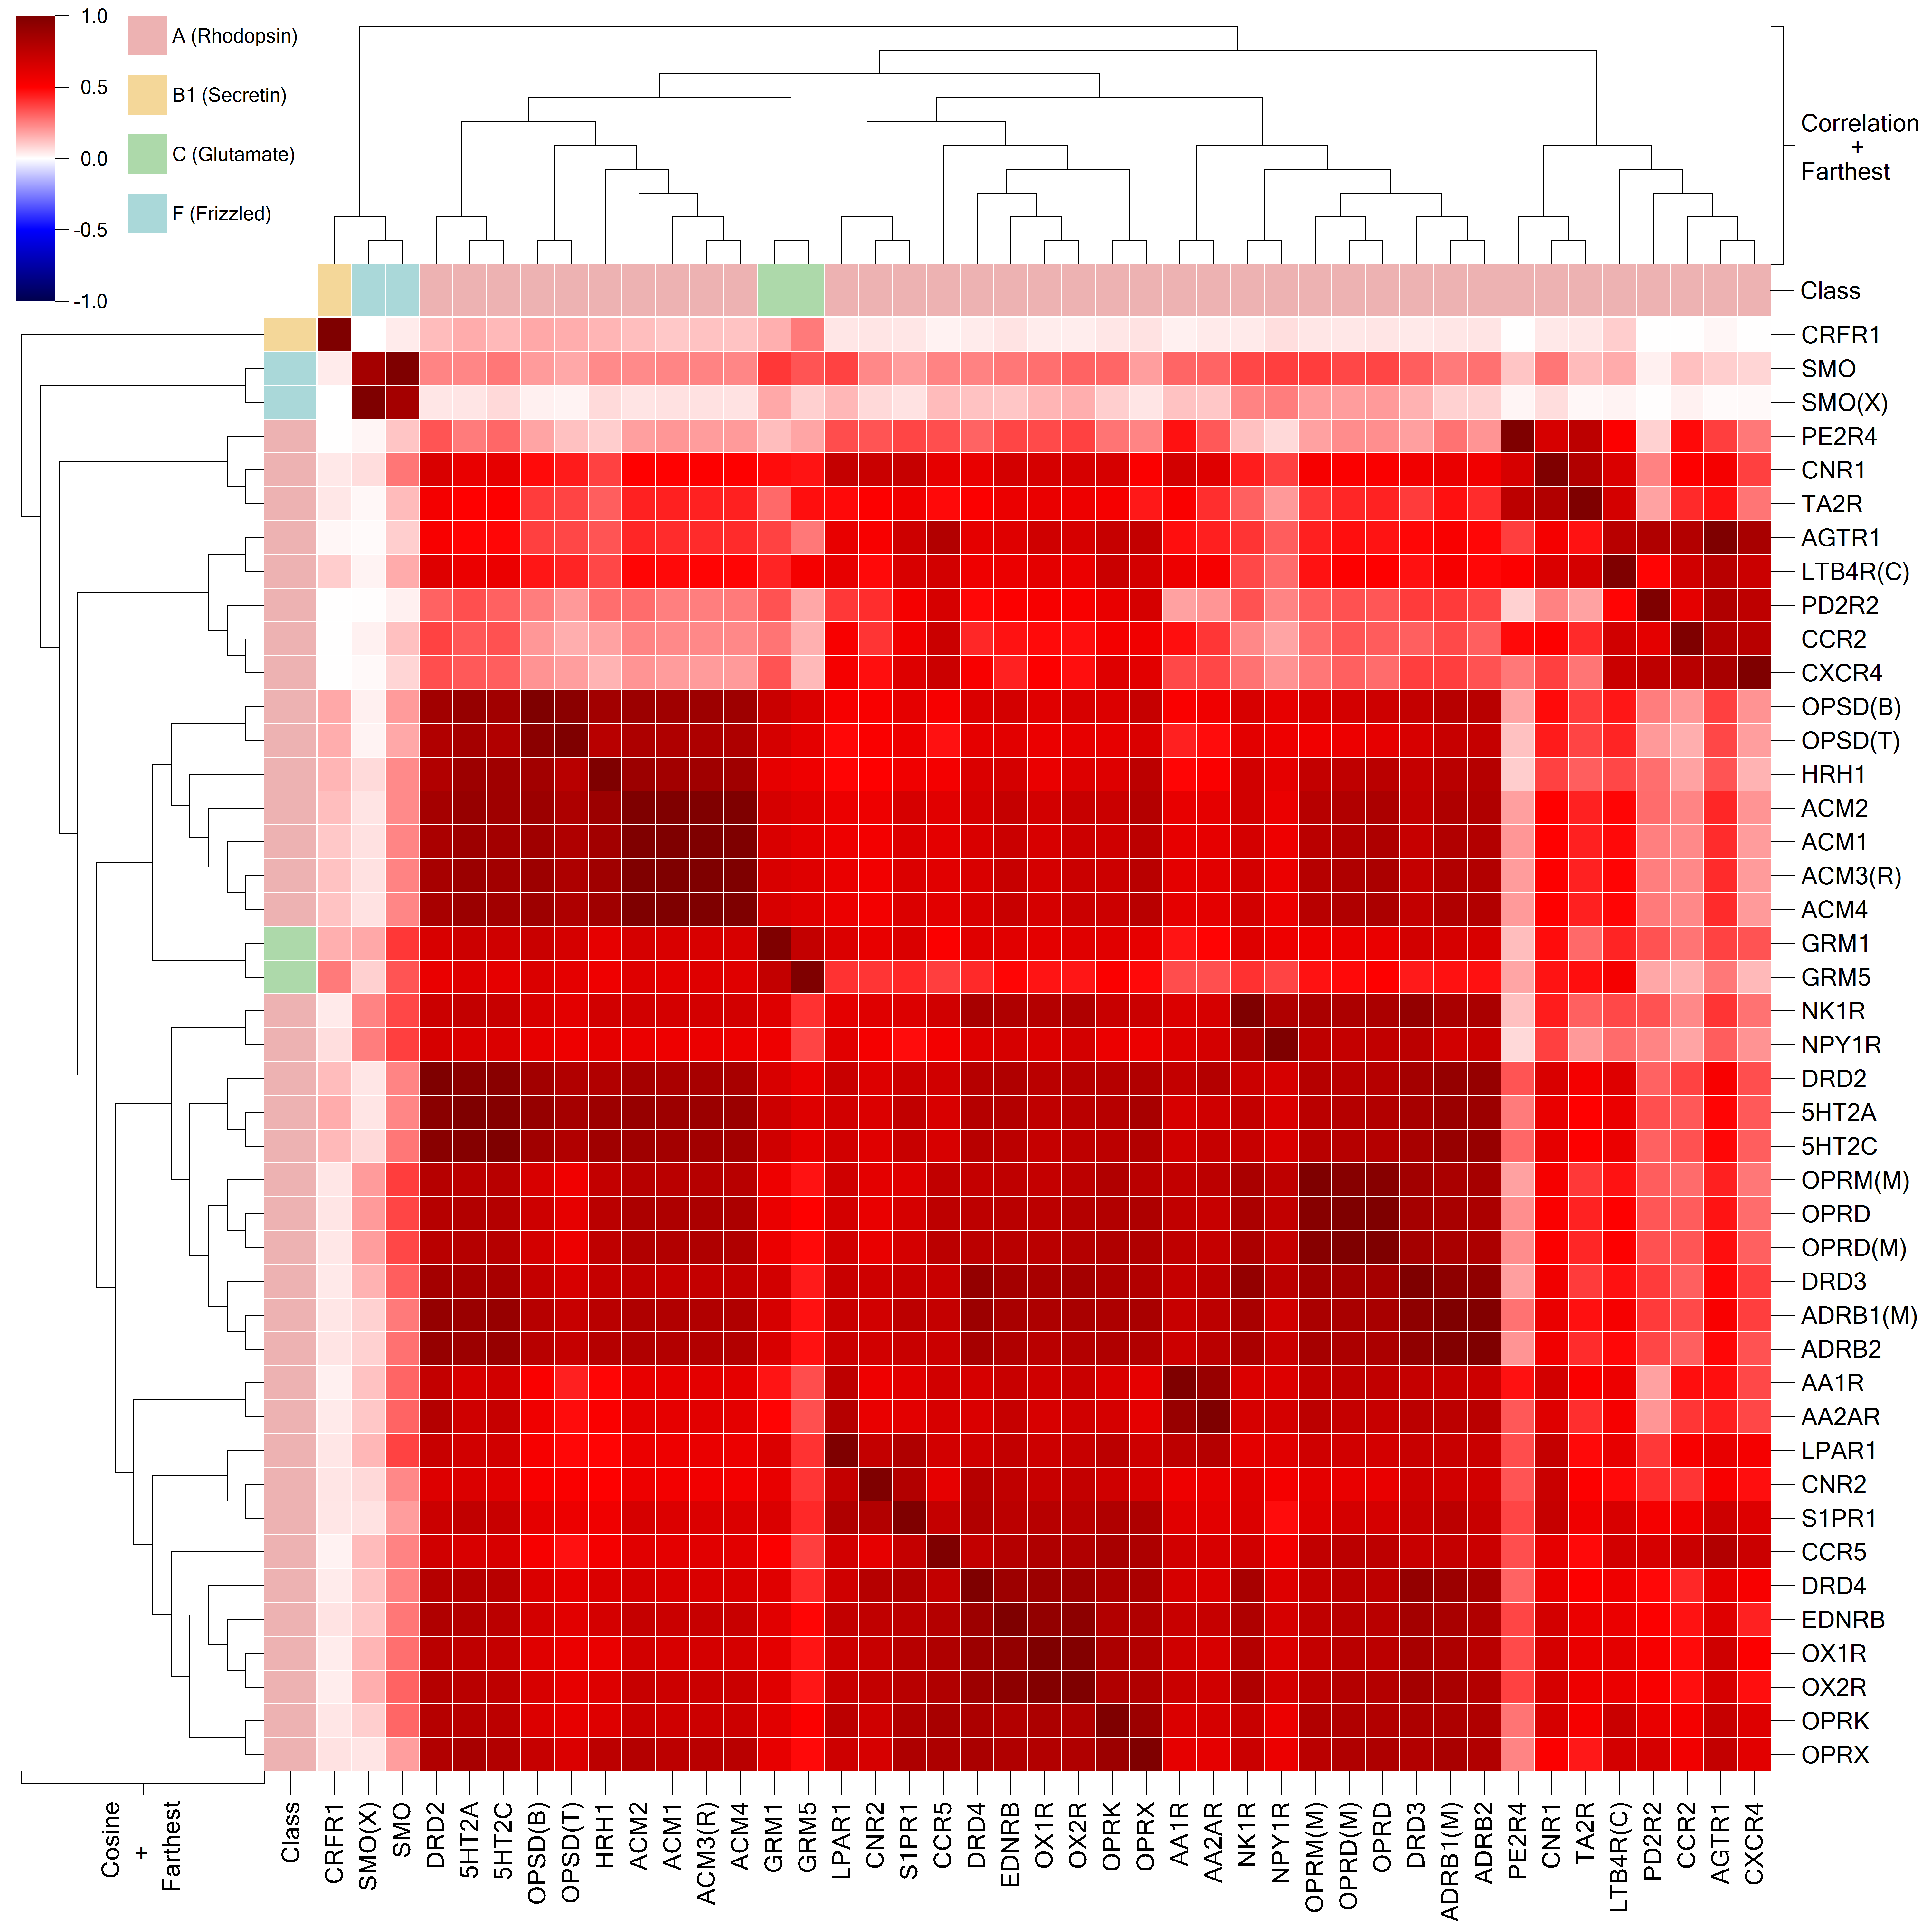 1.0
0.5
0.0
-0.5
-1.0
A (Rhodopsin)
B1 (Secretin)
C (Glutamate)
F (Frizzled)
Correlation
+
Farthest
Class
CRFR1
SMO
SMO(X)
PE2R4
CNR1
TA2R
AGTR1
LTB4R(C)
PD2R2
CCR2
CXCR4
OPSD(B)
OPSD(T)
HRH1
ACM2
ACM1
ACM3(R)
ACM4
GRM1
GRM5
NK1R
NPY1R
DRD2
5HT2A
5HT2C
OPRM(M)
OPRD
OPRD(M)
DRD3
ADRB1(M)
ADRB2
AA1R
AA2AR
LPAR1
CNR2
S1PR1
CCR5
DRD4
EDNRB
OX1R
OX2R
OPRK
OPRX
Cosine
+
Farthest
Class
CRFR1
SMO(X)
SMO
DRD2
5HT2A
5HT2C
OPSD(B)
OPSD(T)
HRH1
ACM2
ACM1
ACM3(R)
ACM4
GRM1
GRM5
LPAR1
CNR2
S1PR1
CCR5
DRD4
EDNRB
OX1R
OX2R
OPRK
OPRX
AA1R
AA2AR
NK1R
NPY1R
OPRM(M)
OPRD(M)
OPRD
DRD3
ADRB1(M)
ADRB2
PE2R4
CNR1
TA2R
LTB4R(C)
PD2R2
CCR2
AGTR1
CXCR4